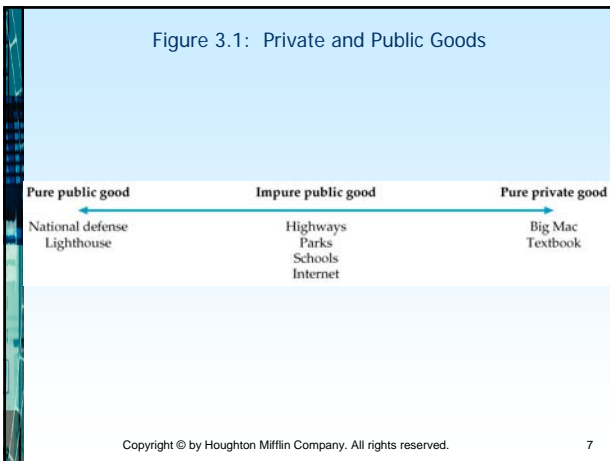 Figure 3.1: Private and Public Goods
Pure public good Impure public good Pure private good
National defense Highways Big Mac
Lighthouse Parks Textbook
Schools
Internet
Copyright © by Houghton Mifflin Company. All rights reserved. 7